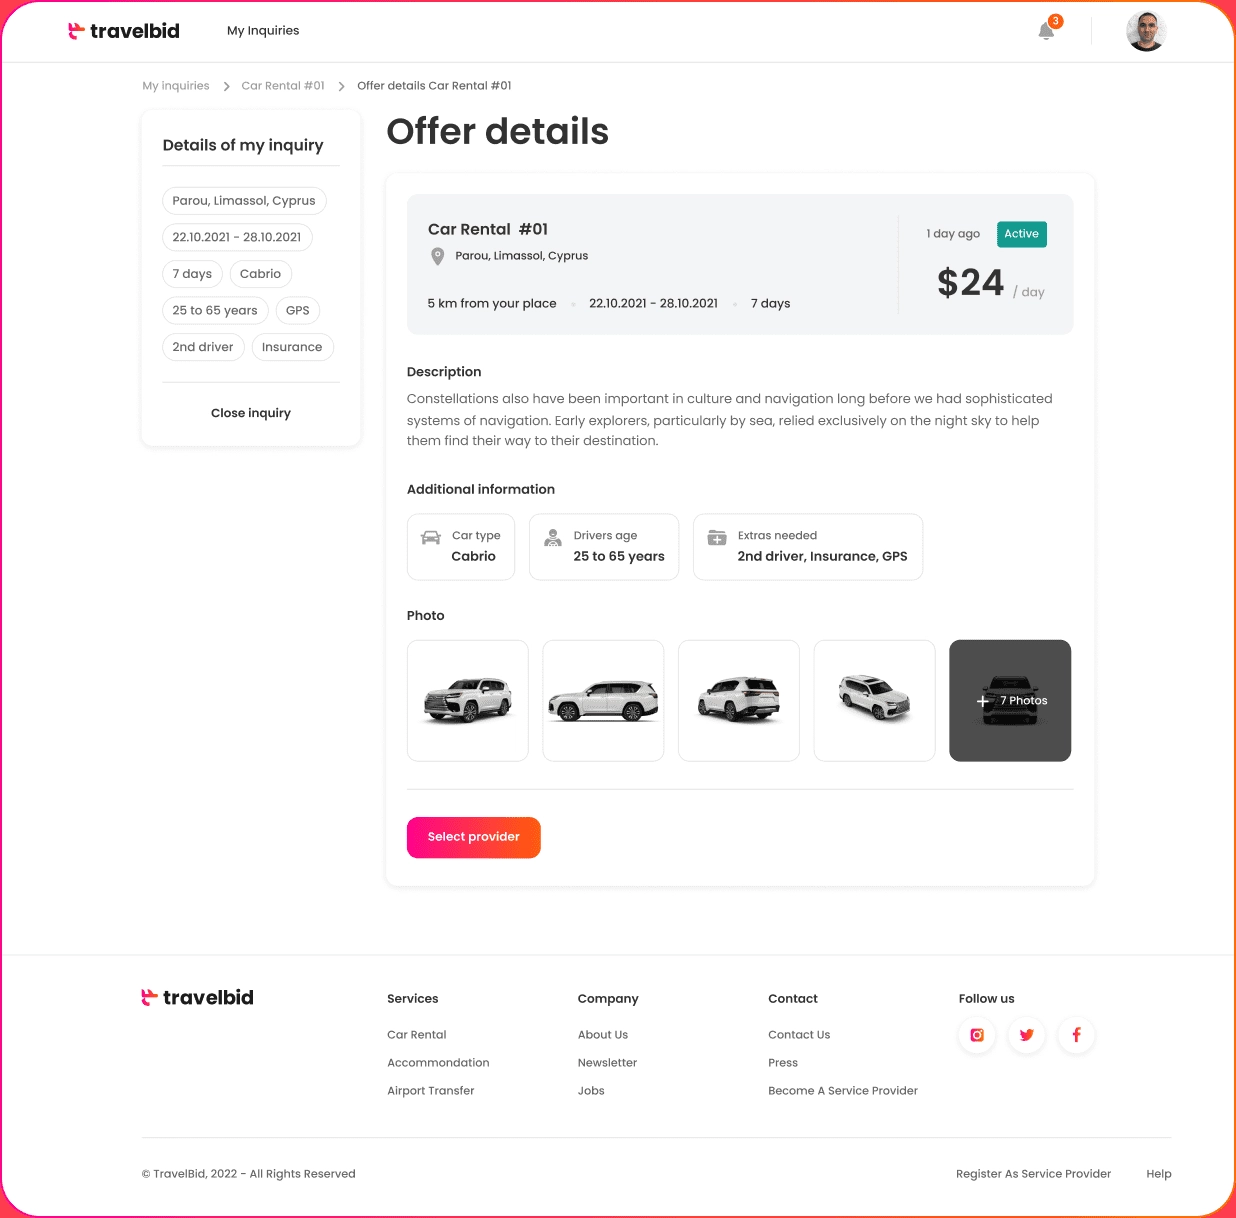 travelbid
My Inquiries
3
My inquiries
Car Rental #01
Offer details Car Rental #01
Details of my inquiry
Parou, Limassol, Cyprus
22.10.2021 - 28.10.2021
7 days
Cabrio
25 to 65 years
GPS
2nd driver
Insurance
Close inquiry
Offer details
Car Rental #01
Parou, Limassol, Cyprus
5 km from your place
22.10.2021 - 28.10.2021
7 days
1 day ago
Active
$24 / day
Description
Constellations also have been important in culture and navigation long before we had sophisticated
systems of navigation. Early explorers, particularly by sea, relied exclusively on the night sky to help
them find their way to their destination.
Additional information
Car type
Cabrio
Drivers age
25 to 65 years
Extras needed
2nd driver, Insurance, GPS
Photo
7 Photos
Select provider
travelbid
Services
Car Rental
Accommondation
Airport Transfer
Company
About Us
Newsletter
Jobs
Contact
Contact Us
Press
Become A Service Provider
Follow us
© TravelBid, 2022 - All Rights Reserved
Register As Service Provider
Help